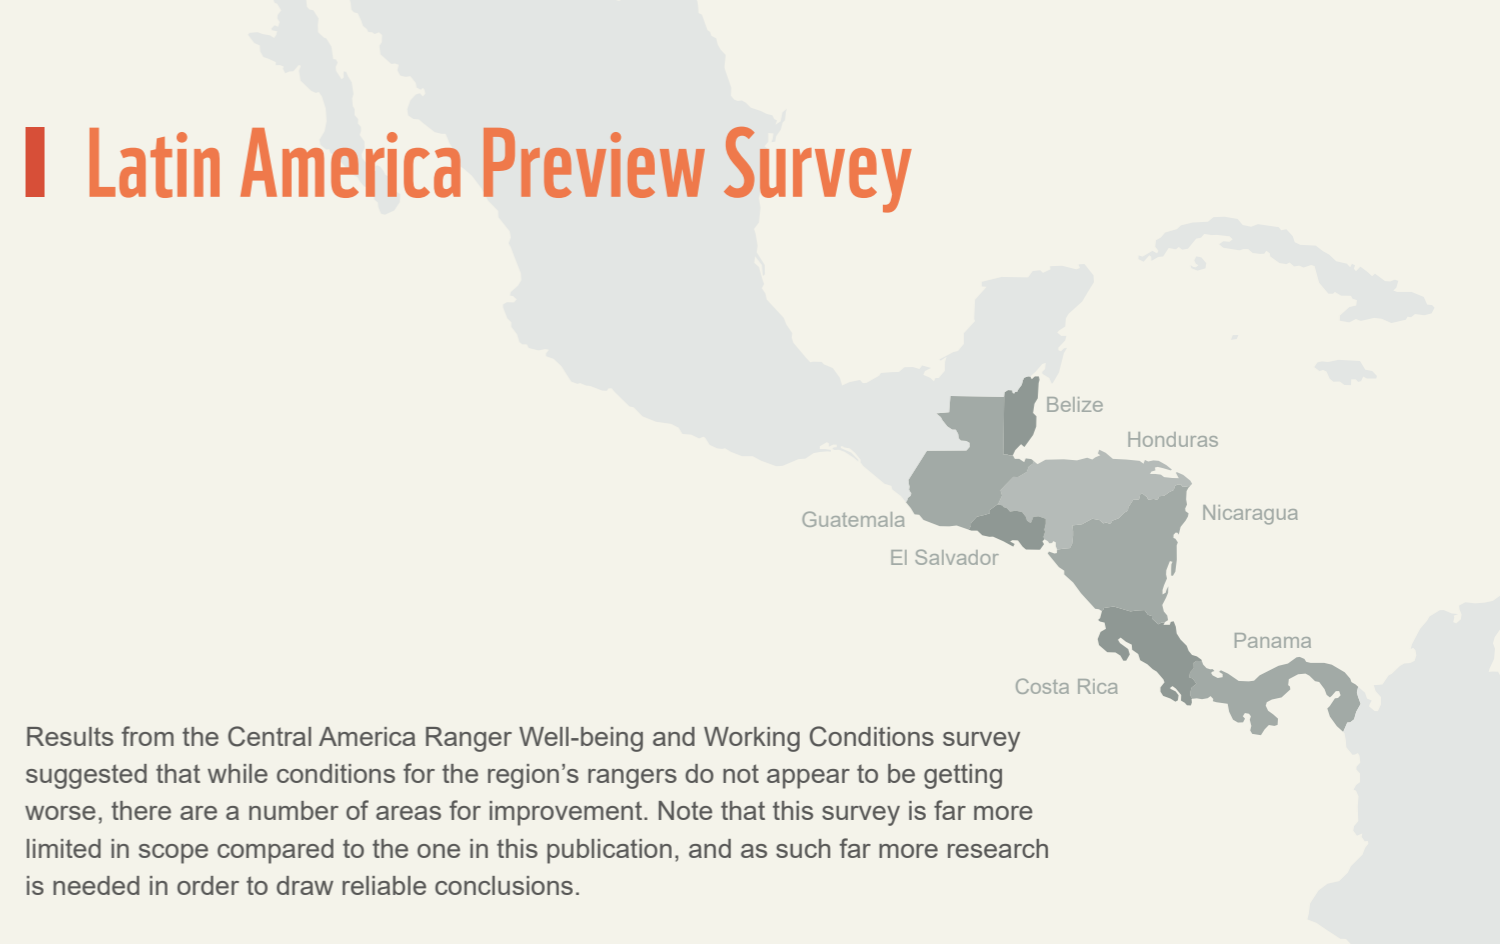 Latin America Preview Survey
Belize
Honduras
Nicaragua
Guatemala
El Salvador
Panama
Costa Rica
Results from the Central America Ranger Well-being and Working Conditions survey
suggested that while conditions for the region’s rangers do not appear to be getting
worse, there are a number of areas for improvement. Note that this survey is far more
limited in scope compared to the one in this publication, and as such far more research
is needed in order to draw reliable conclusions.